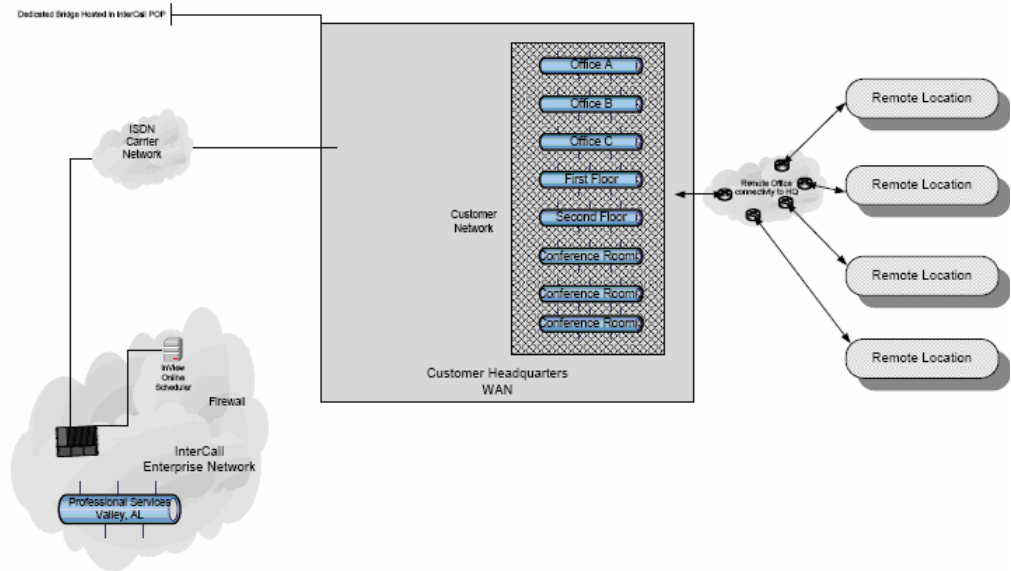 Dedicated Bridge Hosted in InterCall POP
ISDN
Carrier
Network
Office A
Office B
Office C
First Floor
Second Floor
Conference Room
Conference Room
Conference Room
Customer
Network
Customer Headquarters
WAN
Remote Office
connectivty to HQ
Remote Location
Remote Location
Remote Location
Remote Location
InView
Online
Scheduler
Firewall
InterCall
Enterprise Network
Professional Services
Valley, AL